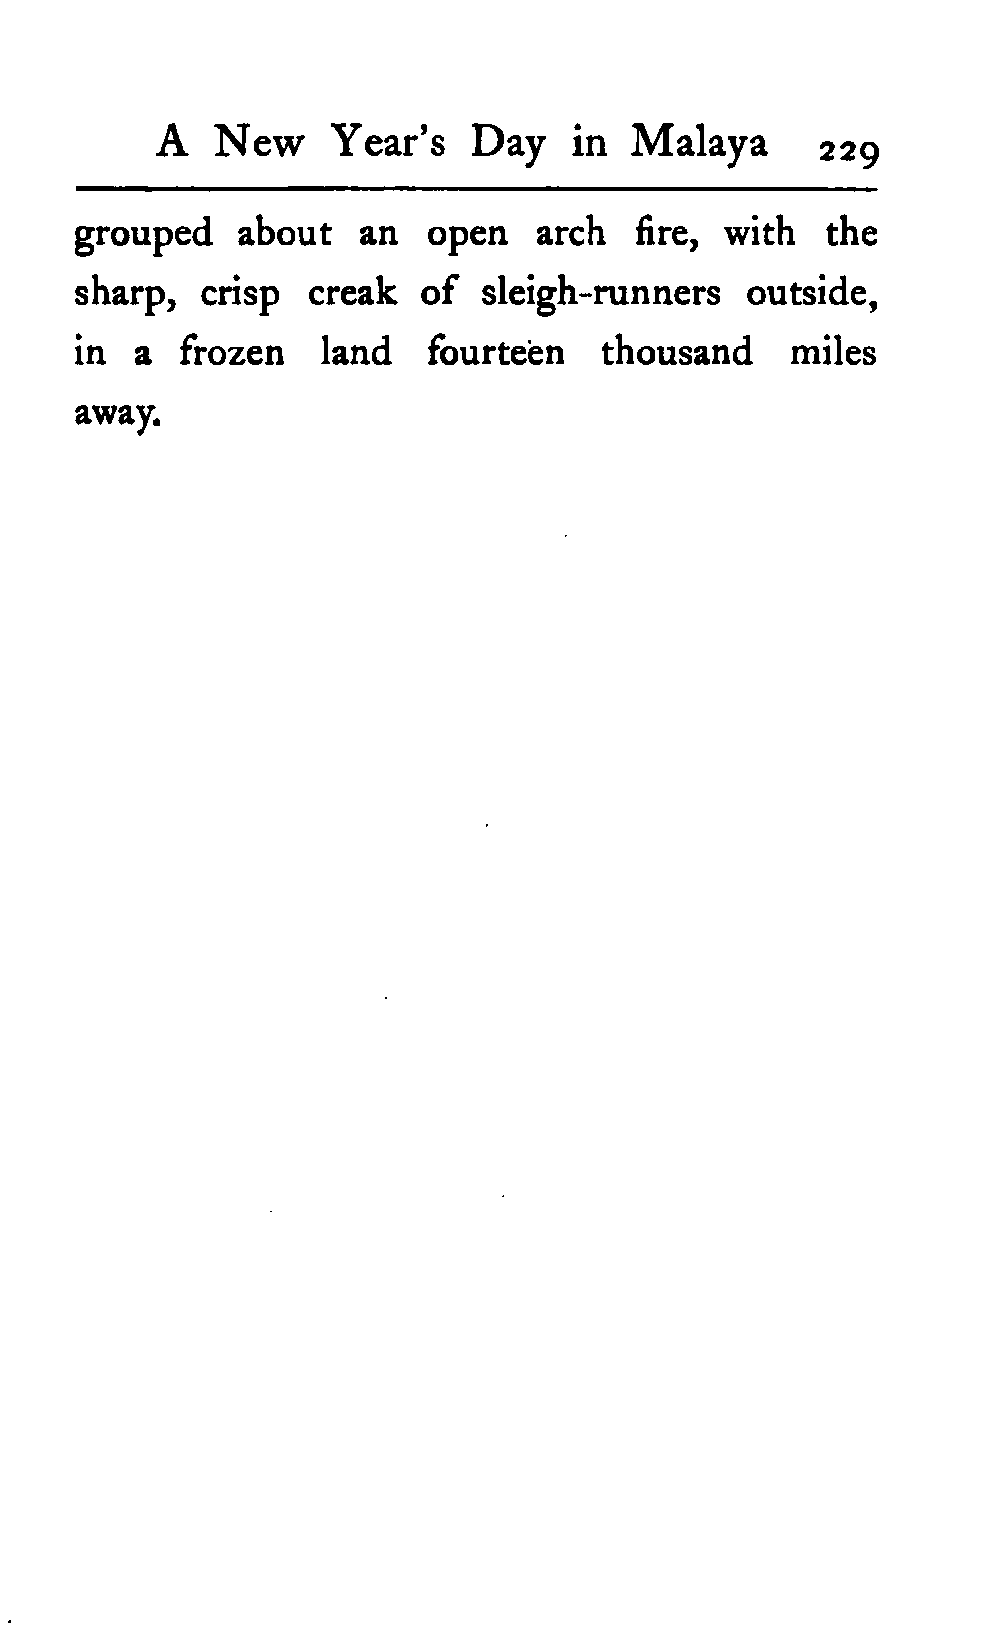 A New Year's Day in Malaya 229
grouped about an open arch fire, with the
sharp, crisp creak of sleigh-runners outside,
in a frozen land fourteen thousand miles
away.